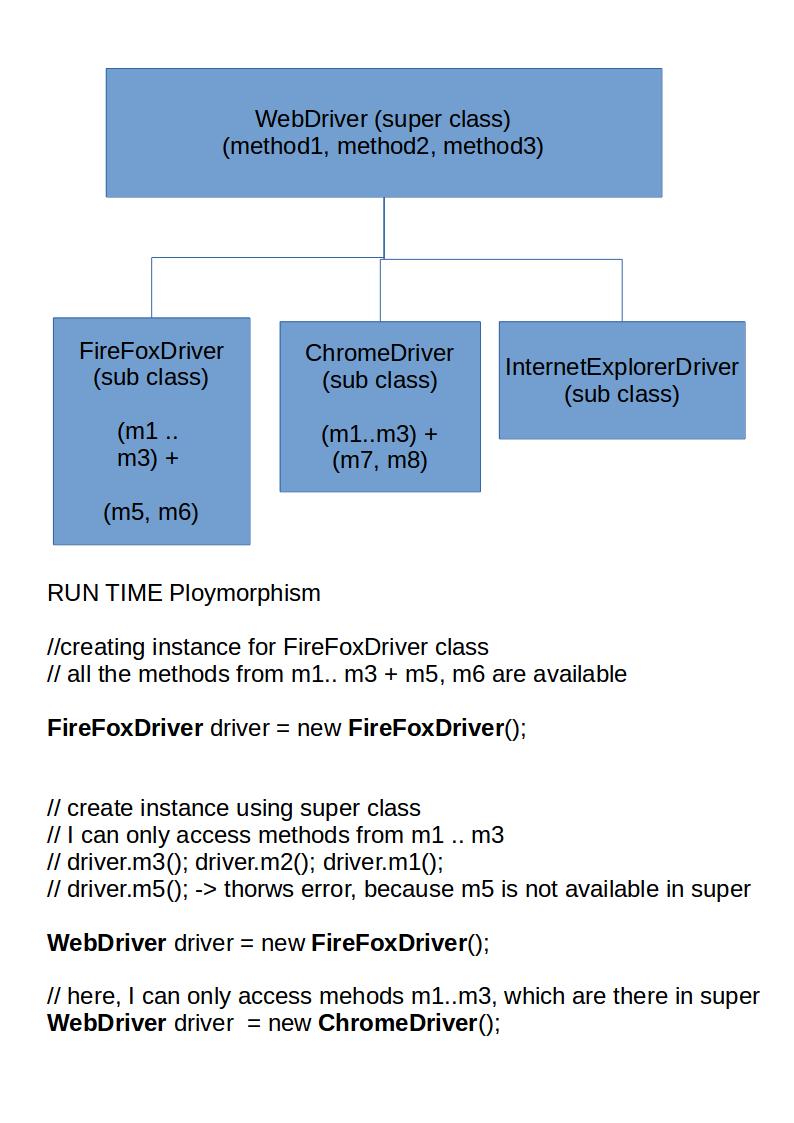 WebDriver (super class)
(method1, method2, method3)
FireFoxDriver
(sub class)
(m1 ..
m3) +
(m5, m6)
ChromeDriver
(sub class)
(m1..m3) +
(m7, m8)
InternetExplorerDriver
(sub class)
RUN TIME Ploymorphism
//creating instance for FireFoxDriver class
// all the methods from m1.. m3 + m5, m6 are available
FireFoxDriver driver = new FireFoxDriver();
// create instance using super class
// I can only access methods from m1 .. m3
// driver.m3(); driver.m2(); driver.m1();
// driver.m5(); -> thorws error, because m5 is not available in super
WebDriver driver = new FireFoxDriver();
// here, I can only access mehods m1..m3, which are there in super
WebDriver driver  = new ChromeDriver();